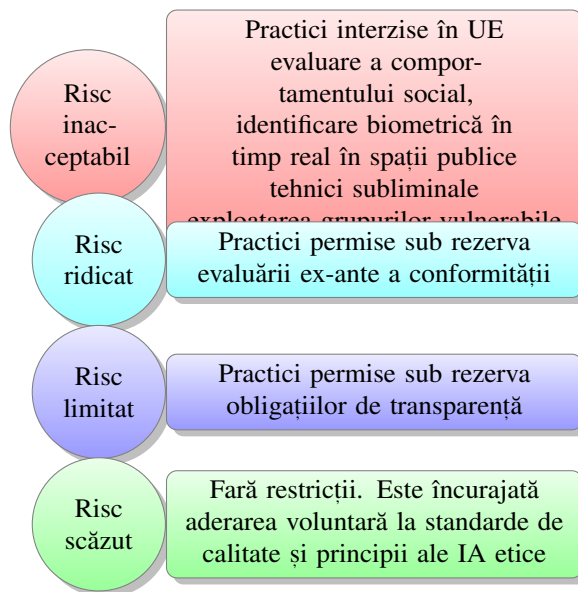 Risc
inac-
ceptabil
Practici interzise în UE
evaluare a compor-
tamentului social,
identificare biometrică în
timp real în spații publice
tehnici subliminale
exploatarea grupurilor vulnerabile
Risc
ridicat
Practici permise sub rezerva
evaluării ex-ante a conformității
Risc
limitat
Practici permise sub rezerva
obligațiilor de transparență
Risc
scăzut
Fară restricții. Este încurajată
aderarea voluntară la standarde de
calitate și principii ale IA etice